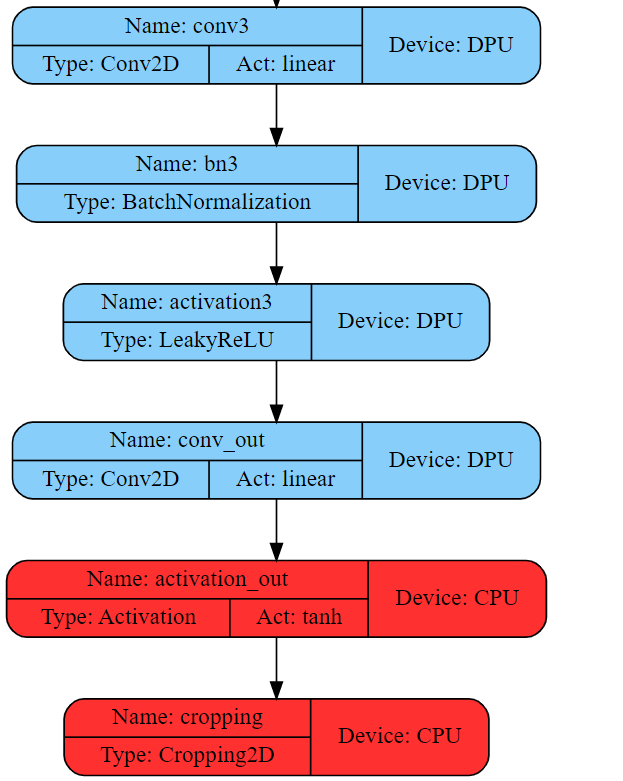 Name: conv3
Device: DPU
Type: Conv2D
Act: linear
Name: bn3
Device: DPU
Type: BatchNormalization
Name: activation3
Device: DPU
Type: LeakyReLU
Name: conv_out
Device: DPU
Type: Conv2D
Act: linear
Name: activation_out
Device: CPU
Type: Activation
Act: tanh
Name: cropping
Device: CPU
Type: Cropping2D